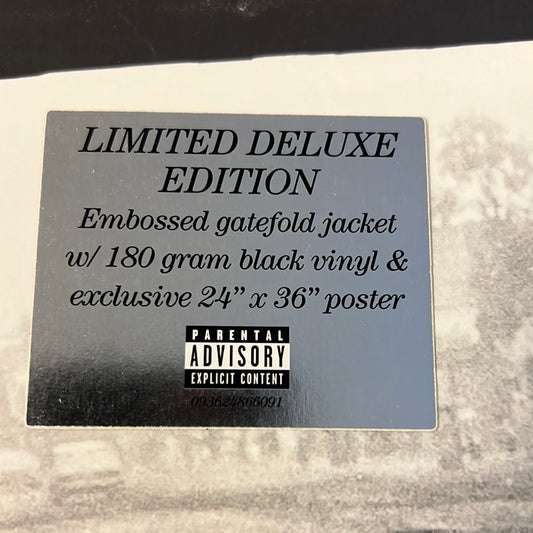 LIMITED DELUXE
EDITION
Embossed gatefold jacket
w/ 180 gram black vinyl &
exclusive 24” x 36” poster
PARENTAL
ADVISORY
EXPLICIT CONTENT
093624866091